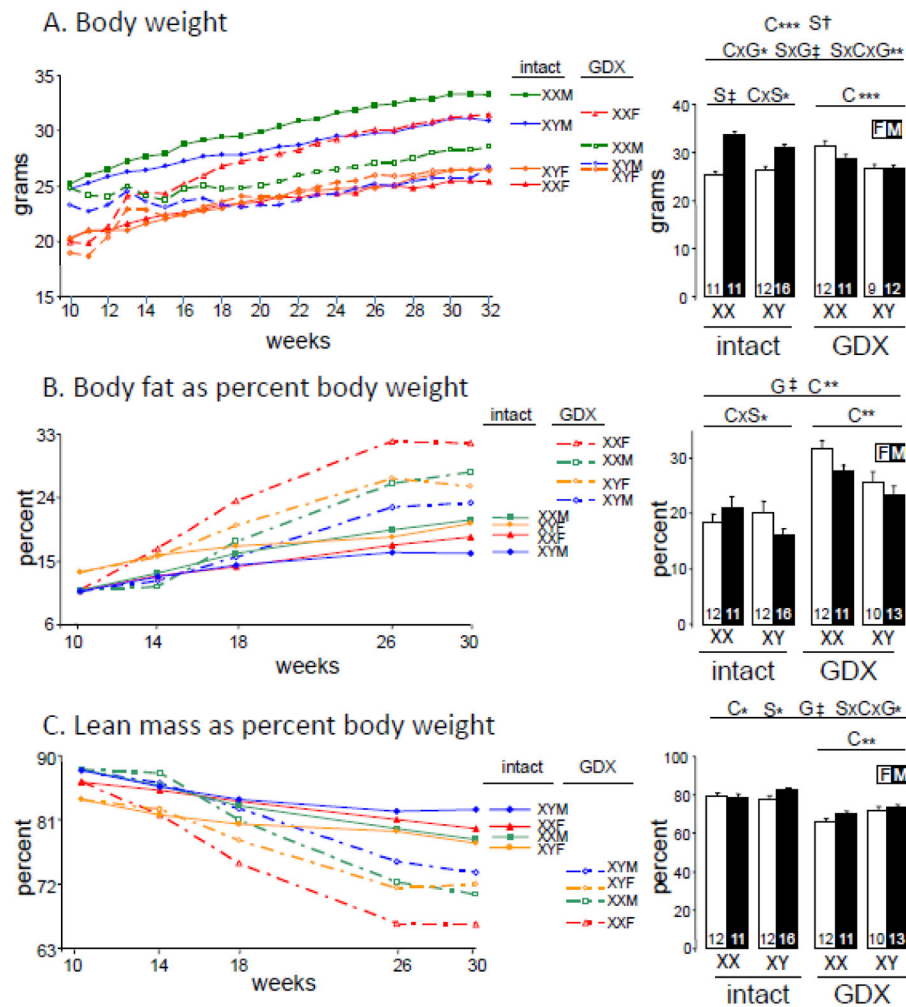 A. Body weight
intact GDX
35
30
25
20
15
grams
10 12 14 16 18 20 22 24 26 28 30 32
weeks
XXM
XXF
XYM
XXM
XYF XYM
XYF
XXF
C*** S†
CxG* SxG‡ SxCxG**
S‡ CxS* C***
F M
40
30
20
10
0
grams
11 11 12 16 12 11 9 12
XX XY XX XY
intact GDX
B. Body fat as percent body weight
intact GDX
33
24
15
6
percent
10 14 18 26 30
weeks
XXF
XXM
XYF
XYM
XXM
XYF
XXF
XYM
G‡ C**
CxS* C**
F M
30
20
10
0
percent
12 11 12 16 12 11 10 13
XX XY XX XY
intact GDX
C. Lean mass as percent body weight
intact GDX
90
81
72
63
percent
10 14 18 26 30
weeks
XYM
XXF
XXM
XYF
XYM
XYF
XXM
XXF
C* S* G‡ SxCxG*
C**
F M
100
80
60
40
20
0
percent
12 11 12 16 12 11 10 13
XX XY XX XY
intact GDX